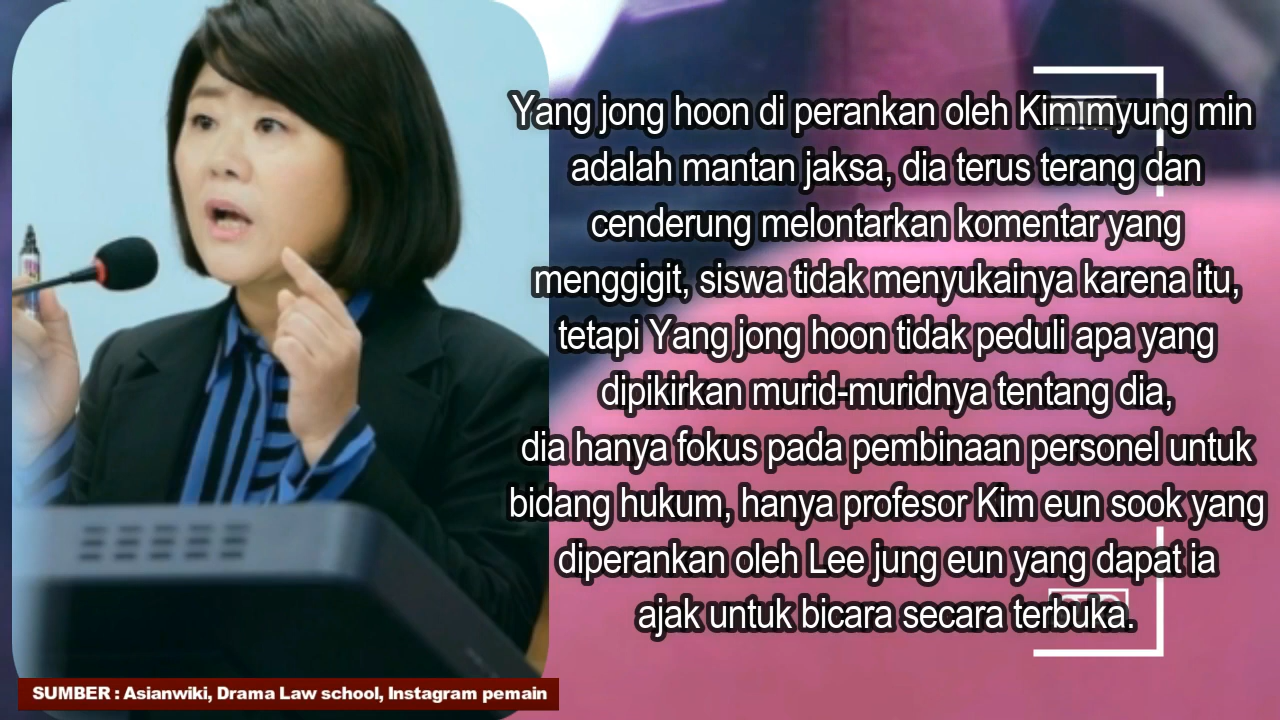 Yang jong hoon di perankan oleh Kimimyung min
adalah mantan jaksa, dia terus terang dan
cenderung melontarkan komentar yang
menggigit, siswa tidak menyukainya karena itu,
tetapi Yang jong hoon tidak peduli apa yang
dipikirkan murid-muridnya tentang dia,
dia hanya fokus pada pembinaan personel untuk
bidang hukum, hanya profesor Kim eun sook yang
diperankan oleh Lee jung eun yang dapat ia
ajak untuk bicara secara terbuka.
SUMBER : Asianwiki, Drama Law school, Instagram pemain